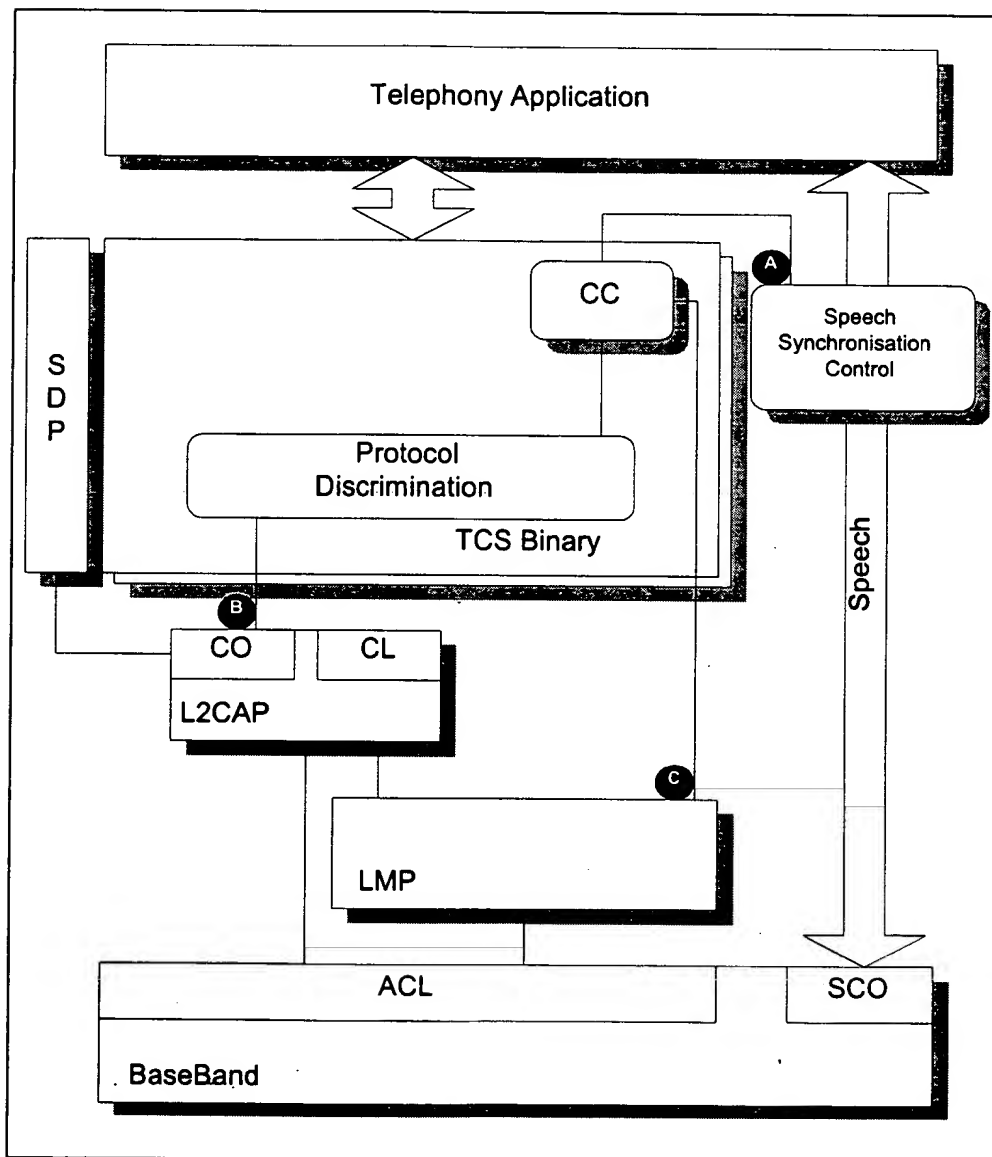 Telephony Application
A
CC
Speech
Synchronisation
Control
S
D
P
Protocol
Discrimination
TCS Binary
Speech
B
CO
CL
L2CAP
C
LMP
ACL
SCO
BaseBand